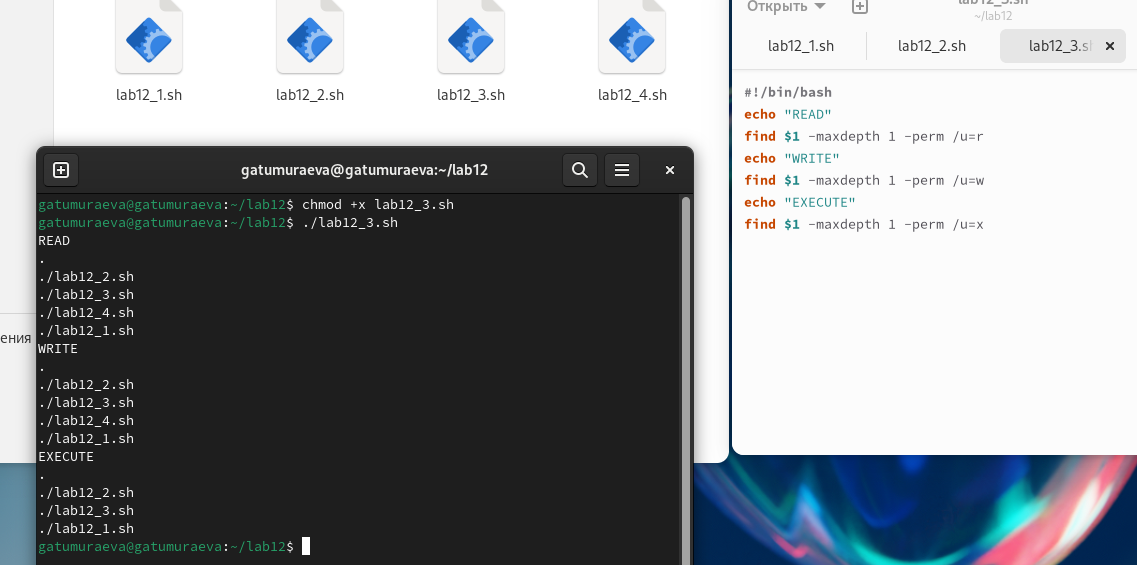 lab12_1.sh
lab12_2.sh
lab12_3.sh
lab12_4.sh
ения
gatumuraeva@gatumuraeva:~/lab12
gatumuraeva@gatumuraeva:~/lab12$ chmod +x lab12_3.sh
gatumuraeva@gatumuraeva:~/lab12$ ./lab12_3.sh
READ
.
./lab12_2.sh
./lab12_3.sh
./lab12_4.sh
./lab12_1.sh
WRITE
.
./lab12_2.sh
./lab12_3.sh
./lab12_4.sh
./lab12_1.sh
EXECUTE
.
./lab12_2.sh
./lab12_3.sh
./lab12_1.sh
gatumuraeva@gatumuraeva:~/lab12$
Открыть
lab12_3.sh
~/lab12
lab12_1.sh
lab12_2.sh
lab12_3.sh
#!/bin/bash
echo "READ"
find $1 -maxdepth 1 -perm /u=r
echo "WRITE"
find $1 -maxdepth 1 -perm /u=w
echo "EXECUTE"
find $1 -maxdepth 1 -perm /u=x